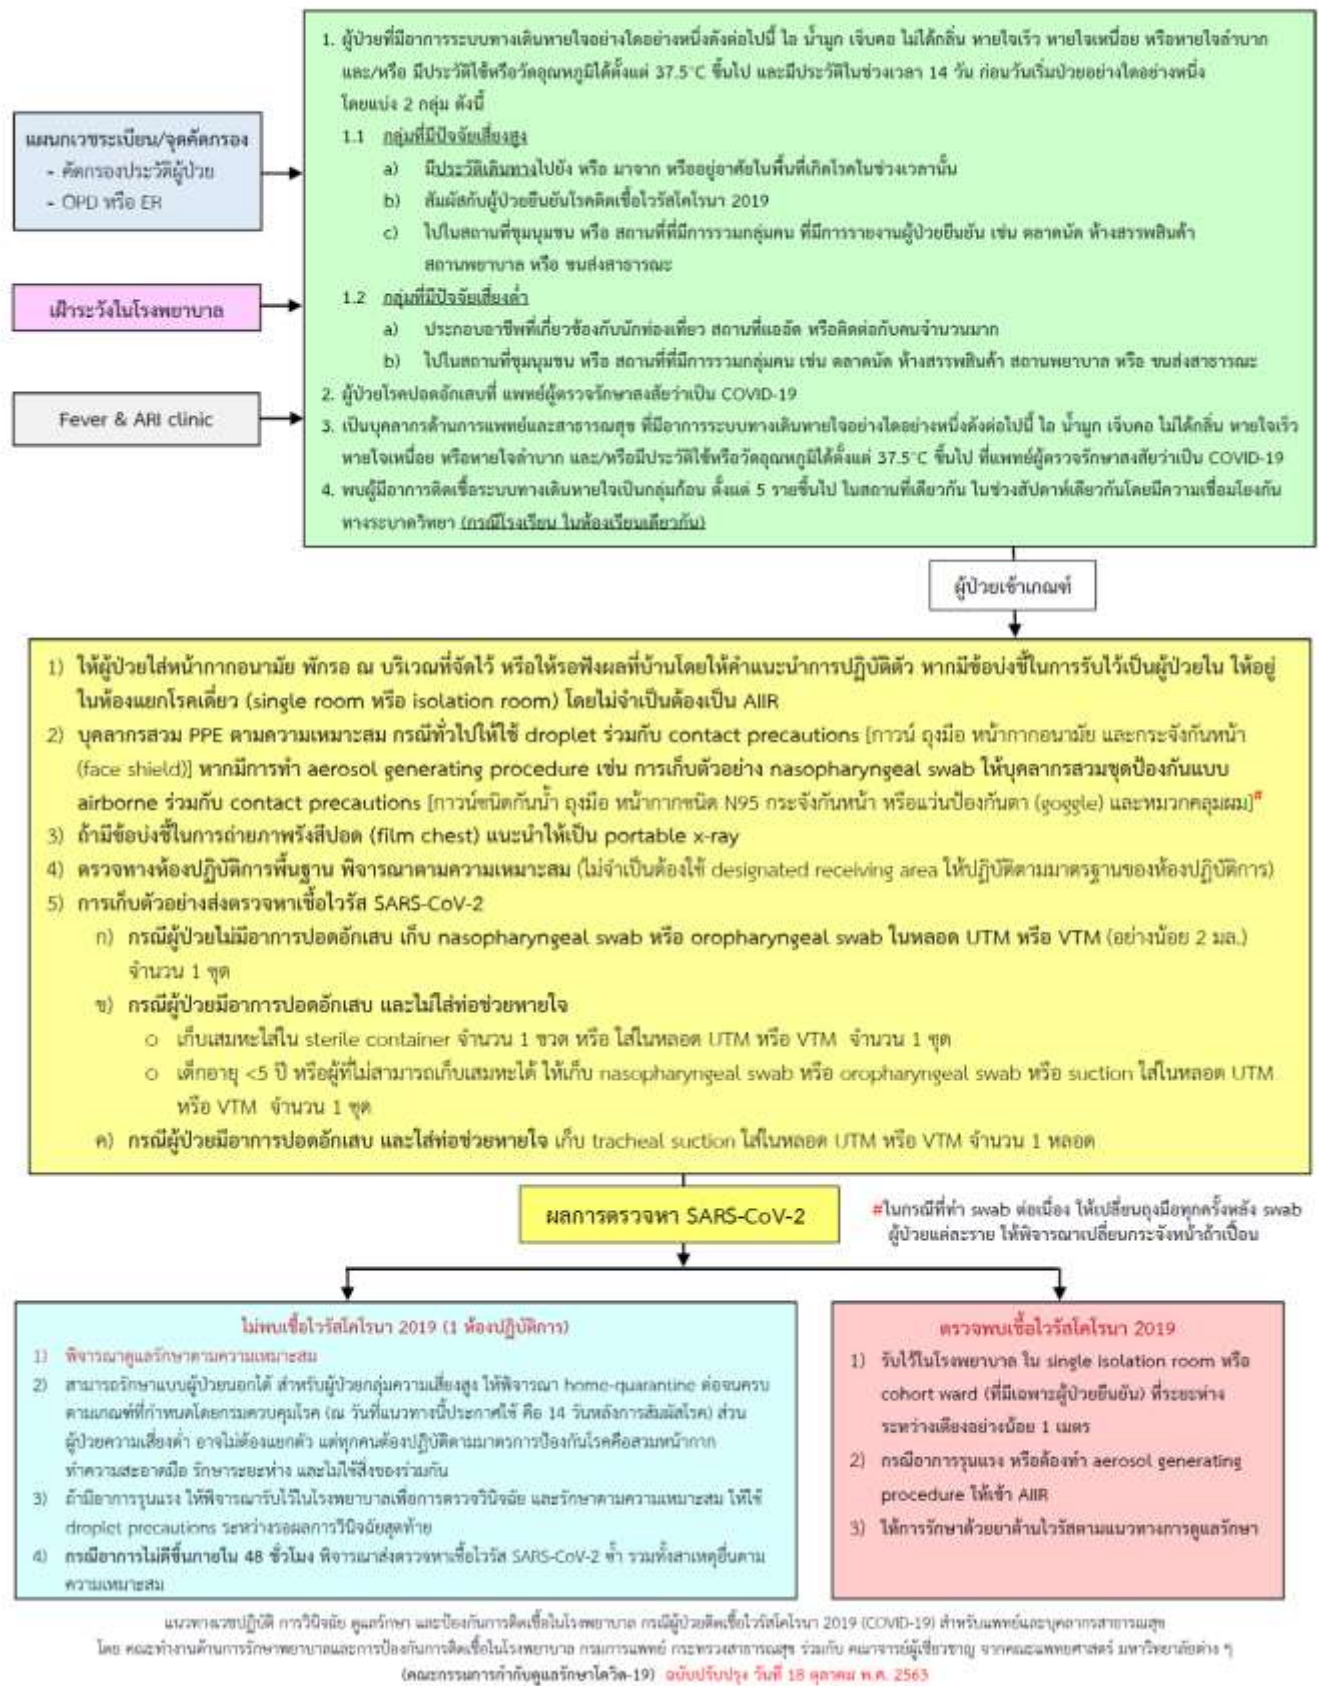 แผนกเวชระเบียน/จุดคัดกรอง
- คัดกรองประวัติผู้ป่วย
- OPD หรือ ER
เฝ้าระวังในโรงพยาบาล
Fever & ARI clinic
1. ผู้ป่วยที่มีอาการระบบทางเดินหายใจอย่างใดอย่างหนึ่งดังต่อไปนี้ ไอ น้ำมูก เจ็บคอ ไม่ได้กลิ่น หายใจเร็ว หายใจเหนื่อย หรือหายใจลำบาก
และ/หรือ มีประวัติไข้หรือวัดอุณหภูมิได้ตั้งแต่ 37.5°C ขึ้นไป และมีประวัติในช่วงเวลา 14 วัน ก่อนวันเริ่มป่วยอย่างใดอย่างหนึ่ง
โดยแบ่ง 2 กลุ่ม ดังนี้
1.1 กลุ่มที่มีปัจจัยเสี่ยงสูง
a) มีประวัติเดินทางไปยัง หรือ มาจาก หรืออยู่อาศัยในพื้นที่เกิดโรคในช่วงเวลานั้น
b) สัมผัสกับผู้ป่วยยืนยันโรคติดเชื้อไวรัสโคโรนา 2019
c) ไปในสถานที่ชุมนุมชน หรือ สถานที่ที่มีการรวมกลุ่มคน ที่มีการรายงานผู้ป่วยยืนยัน เช่น ตลาดนัด ห้างสรรพสินค้า
สถานพยาบาล หรือ ขนส่งสาธารณะ
1.2 กลุ่มที่มีปัจจัยเสี่ยงต่ำ
a) ประกอบอาชีพที่เกี่ยวข้องกับนักท่องเที่ยว สถานที่แออัด หรือติดต่อกับคนจำนวนมาก
b) ไปในสถานที่ชุมนุมชน หรือ สถานที่ที่มีการรวมกลุ่มคน เช่น ตลาดนัด ห้างสรรพสินค้า สถานพยาบาล หรือ ขนส่งสาธารณะ
2. ผู้ป่วยโรคปอดอักเสบที่ แพทย์ผู้ตรวจรักษาสงสัยว่าเป็น COVID-19
3. เป็นบุคลากรด้านการแพทย์และสาธารณสุข ที่มีอาการระบบทางเดินหายใจอย่างใดอย่างหนึ่งดังต่อไปนี้ ไอ น้ำมูก เจ็บคอ ไม่ได้กลิ่น หายใจเร็ว
หายใจเหนื่อย หรือหายใจลำบาก และ/หรือมีประวัติไข้หรือวัดอุณหภูมิได้ตั้งแต่ 37.5°C ขึ้นไป ที่แพทย์ผู้ตรวจรักษาสงสัยว่าเป็น COVID-19
4. พบผู้มีอาการติดเชื้อระบบทางเดินหายใจเป็นกลุ่มก้อน ตั้งแต่ 5 รายขึ้นไป ในสถานที่เดียวกัน ในช่วงสัปดาห์เดียวกันโดยมีความเชื่อมโยงกัน
ทางระบาดวิทยา (กรณีโรงเรียน ในห้องเรียนเดียวกัน)
ผู้ป่วยเข้าเกณฑ์
1) ให้ผู้ป่วยใส่หน้ากากอนามัย พักรอ ณ บริเวณที่จัดไว้ หรือให้รอฟังผลที่บ้านโดยให้คำแนะนำการปฏิบัติตัว หากมีข้อบ่งชี้ในการรับไว้เป็นผู้ป่วยใน ให้อยู่
ในห้องแยกโรคเดี่ยว (single room หรือ isolation room) โดยไม่จำเป็นต้องเป็น AIIR
2) บุคลากรสวม PPE ตามความเหมาะสม กรณีทั่วไปให้ใช้ droplet ร่วมกับ contact precautions [กาวน์ ถุงมือ หน้ากากอนามัย และกระจังกันหน้า
(face shield)] หากมีการทำ aerosol generating procedure เช่น การเก็บตัวอย่าง nasopharyngeal swab ให้บุคลากรสวมชุดป้องกันแบบ
airborne ร่วมกับ contact precautions [กาวน์ชนิดกันน้ำ ถุงมือ หน้ากากชนิด N95 กระจังกันหน้า หรือแว่นป้องกันตา (goggle) และหมวกคลุมผม]#
3) ถ้ามีข้อบ่งชี้ในการถ่ายภาพรังสีปอด (film chest) แนะนำให้เป็น portable x-ray
4) ตรวจทางห้องปฏิบัติการพื้นฐาน พิจารณาตามความเหมาะสม (ไม่จำเป็นต้องใช้ designated receiving area ให้ปฏิบัติตามมาตรฐานของห้องปฏิบัติการ)
5) การเก็บตัวอย่างส่งตรวจหาเชื้อไวรัส SARS-CoV-2
ก) กรณีผู้ป่วยไม่มีอาการปอดอักเสบ เก็บ nasopharyngeal swab หรือ oropharyngeal swab ในหลอด UTM หรือ VTM (อย่างน้อย 2 มล.)
จำนวน 1 ชุด
ข) กรณีผู้ป่วยมีอาการปอดอักเสบ และไม่ใส่ท่อช่วยหายใจ
o เก็บเสมหะใส่ใน sterile container จำนวน 1 ขวด หรือ ใส่ในหลอด UTM หรือ VTM จำนวน 1 ชุด
o เด็กอายุ <5 ปี หรือผู้ที่ไม่สามารถเก็บเสมหะได้ ให้เก็บ nasopharyngeal swab หรือ oropharyngeal swab หรือ suction ใส่ในหลอด UTM
หรือ VTM จำนวน 1 ชุด
ค) กรณีผู้ป่วยมีอาการปอดอักเสบ และใส่ท่อช่วยหายใจ เก็บ tracheal suction ใส่ในหลอด UTM หรือ VTM จำนวน 1 หลอด
ผลการตรวจหา SARS-CoV-2
#ในกรณีที่ทำ swab ต่อเนื่อง ให้เปลี่ยนถุงมือทุกครั้งหลัง swab
ผู้ป่วยแต่ละราย ให้พิจารณาเปลี่ยนกระจังหน้าถ้าเปื้อน
ไม่พบเชื้อไวรัสโคโรนา 2019 (1 ห้องปฏิบัติการ)
1) พิจารณาดูแลรักษาตามความเหมาะสม
2) สามารถรักษาแบบผู้ป่วยนอกได้ สำหรับผู้ป่วยกลุ่มความเสี่ยงสูง ให้พิจารณา home-quarantine ต่อจนครบ
ตามเกณฑ์ที่กำหนดโดยกรมควบคุมโรค (ณ วันที่แนวทางนี้ประกาศใช้ คือ 14 วันหลังการสัมผัสโรค) ส่วน
ผู้ป่วยความเสี่ยงต่ำ อาจไม่ต้องแยกตัว แต่ทุกคนต้องปฏิบัติตามมาตรการป้องกันโรคคือสวมหน้ากาก
ทำความสะอาดมือ รักษาระยะห่าง และไม่ใช้สิ่งของร่วมกัน
3) ถ้ามีอาการรุนแรง ให้พิจารณารับไว้ในโรงพยาบาลเพื่อการตรวจวินิจฉัย และรักษาตามความเหมาะสม ให้ใช้
droplet precautions ระหว่างรอผลการวินิจฉัยสุดท้าย
4) กรณีอาการไม่ดีขึ้นภายใน 48 ชั่วโมง พิจารณาส่งตรวจหาเชื้อไวรัส SARS-CoV-2 ซ้ำ รวมทั้งสาเหตุอื่นตาม
ความเหมาะสม
ตรวจพบเชื้อไวรัสโคโรนา 2019
1) รับไว้ในโรงพยาบาล ใน single isolation room หรือ
cohort ward (ที่มีเฉพาะผู้ป่วยยืนยัน) ที่ระยะห่าง
ระหว่างเตียงอย่างน้อย 1 เมตร
2) กรณีอาการรุนแรง หรือต้องทำ aerosol generating
procedure ให้เข้า AIIR
3) ให้การรักษาด้วยยาต้านไวรัสตามแนวทางการดูแลรักษา
แนวทางเวชปฏิบัติ การวินิจฉัย ดูแลรักษา และป้องกันการติดเชื้อในโรงพยาบาล กรณีผู้ป่วยติดเชื้อไวรัสโคโรนา 2019 (COVID-19) สำหรับแพทย์และบุคลากรสาธารณสุข
โดย คณะทำงานด้านการรักษาพยาบาลและการป้องกันการติดเชื้อในโรงพยาบาล กรมการแพทย์ กระทรวงสาธารณสุข ร่วมกับ คณาจารย์ผู้เชี่ยวชาญ จากคณะแพทยศาสตร์ มหาวิทยาลัยต่าง ๆ
(คณะกรรมการกำกับดูแลรักษาโควิด-19) ฉบับปรับปรุง วันที่ 18 ตุลาคม พ.ศ. 2563